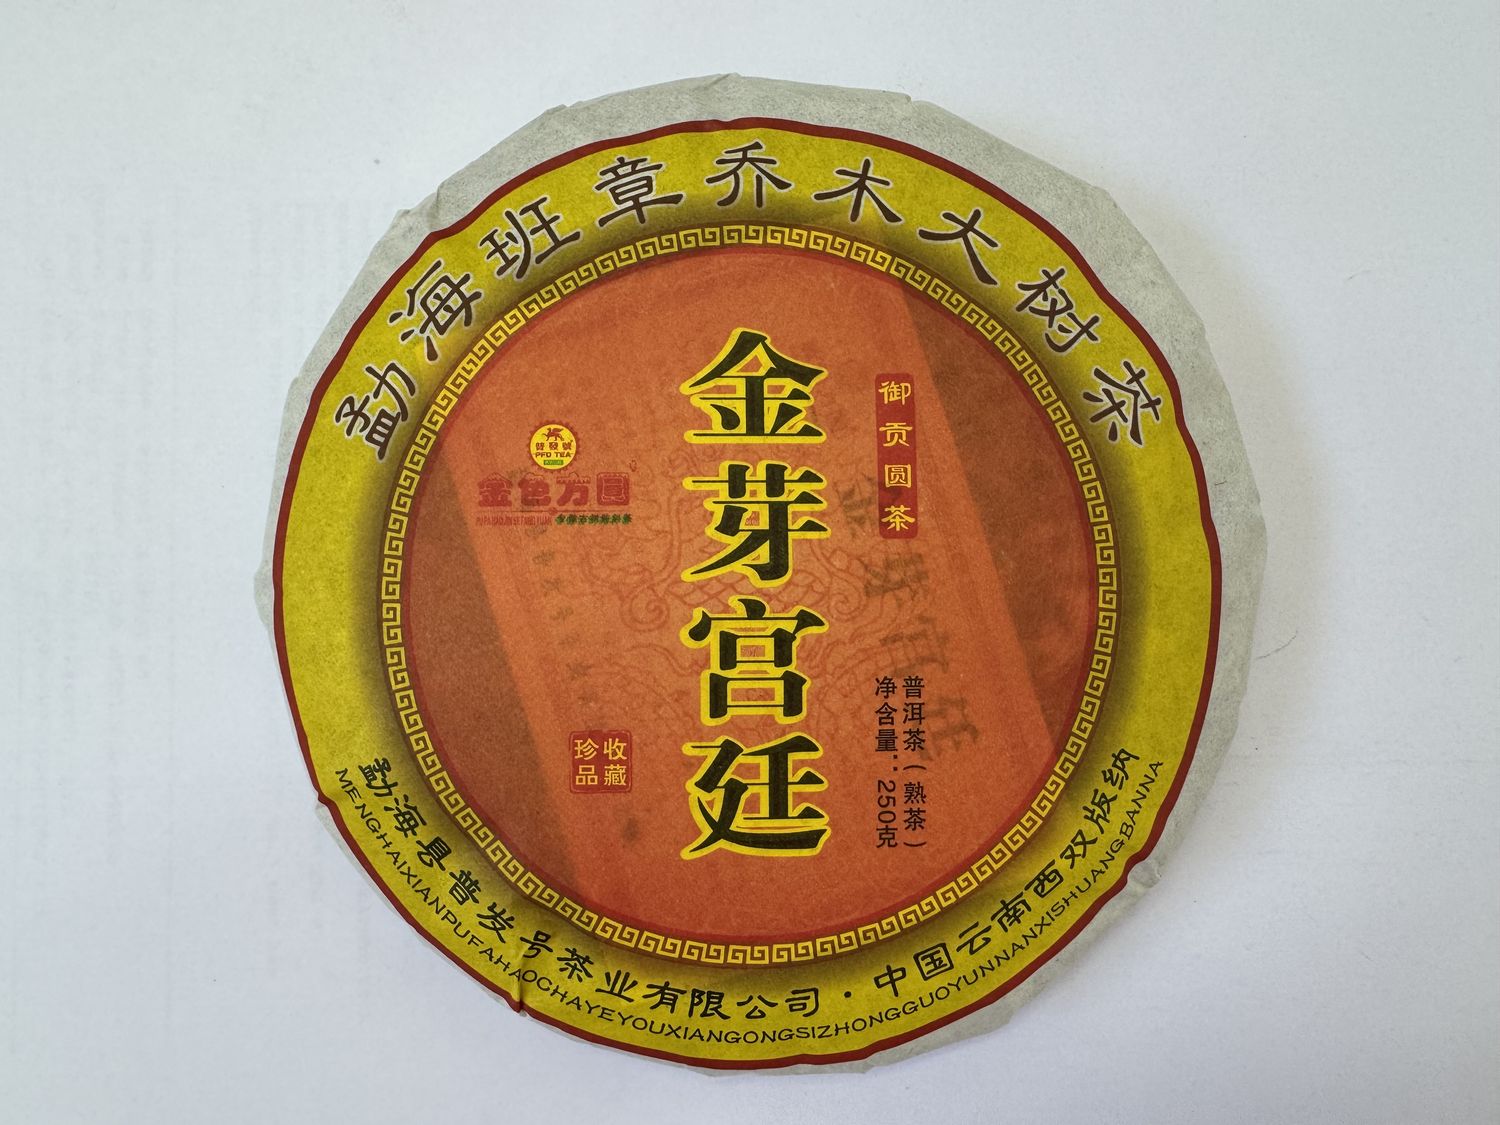 勐海班章乔木大树茶
御贡圆茶
金芽宫廷
普發號
PFD TEA
金色方圆
收藏
珍品
普洱茶(熟茶)
净含量:250克
勐海县普发号茶业有限公司·中国云南西双版纳
MENGHAIXIANPUFAHAOCHAYEYOUXIANGONGSIZHONGGUOYUNNANXISHUANGBANNA